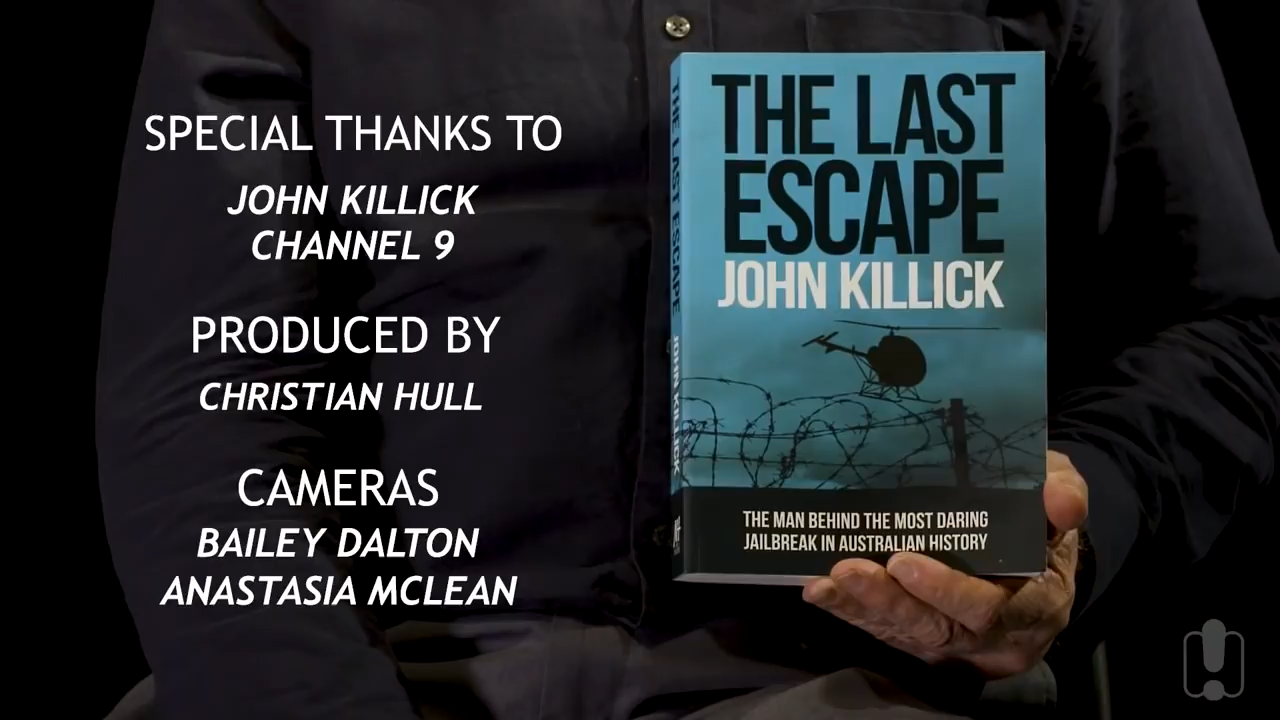 SPECIAL THANKS TO
JOHN KILLICK
CHANNEL 9
PRODUCED BY
CHRISTIAN HULL
CAMERAS
BAILEY DALTON
ANASTASIA MCLEAN
THE LAST ESCAPE JOHN KILLICK
THE LAST
ESCAPE
JOHN KILLICK
THE MAN BEHIND THE MOST DARING
JAILBREAK IN AUSTRALIAN HISTORY